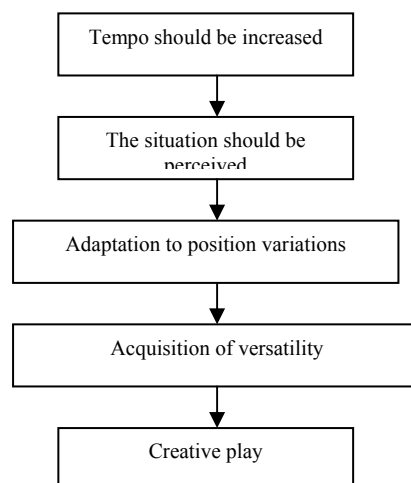 Tempo should be increased
The situation should be
perceived
Adaptation to position variations
Acquisition of versatility
Creative play